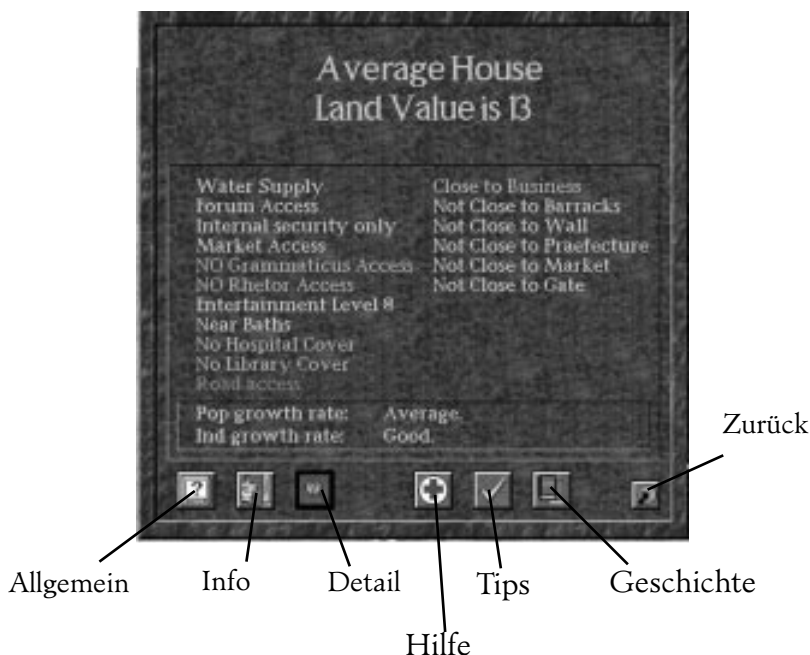 Average House
Land Value is 13
Water Supply
Forum Access
Internal security only
Market Access
NO Grammaticus Access
NO Rhetor Access
Entertainment Level 8
Near Baths
No Hospital Cover
No Library Cover
Road access
Close to Business
Not Close to Barracks
Not Close to Wall
Not Close to Praefecture
Not Close to Market
Not Close to Gate
Pop growth rate: Average.
Ind growth rate: Good.
Zurück
Allgemein
Info
Detail
Hilfe
Tips
Geschichte